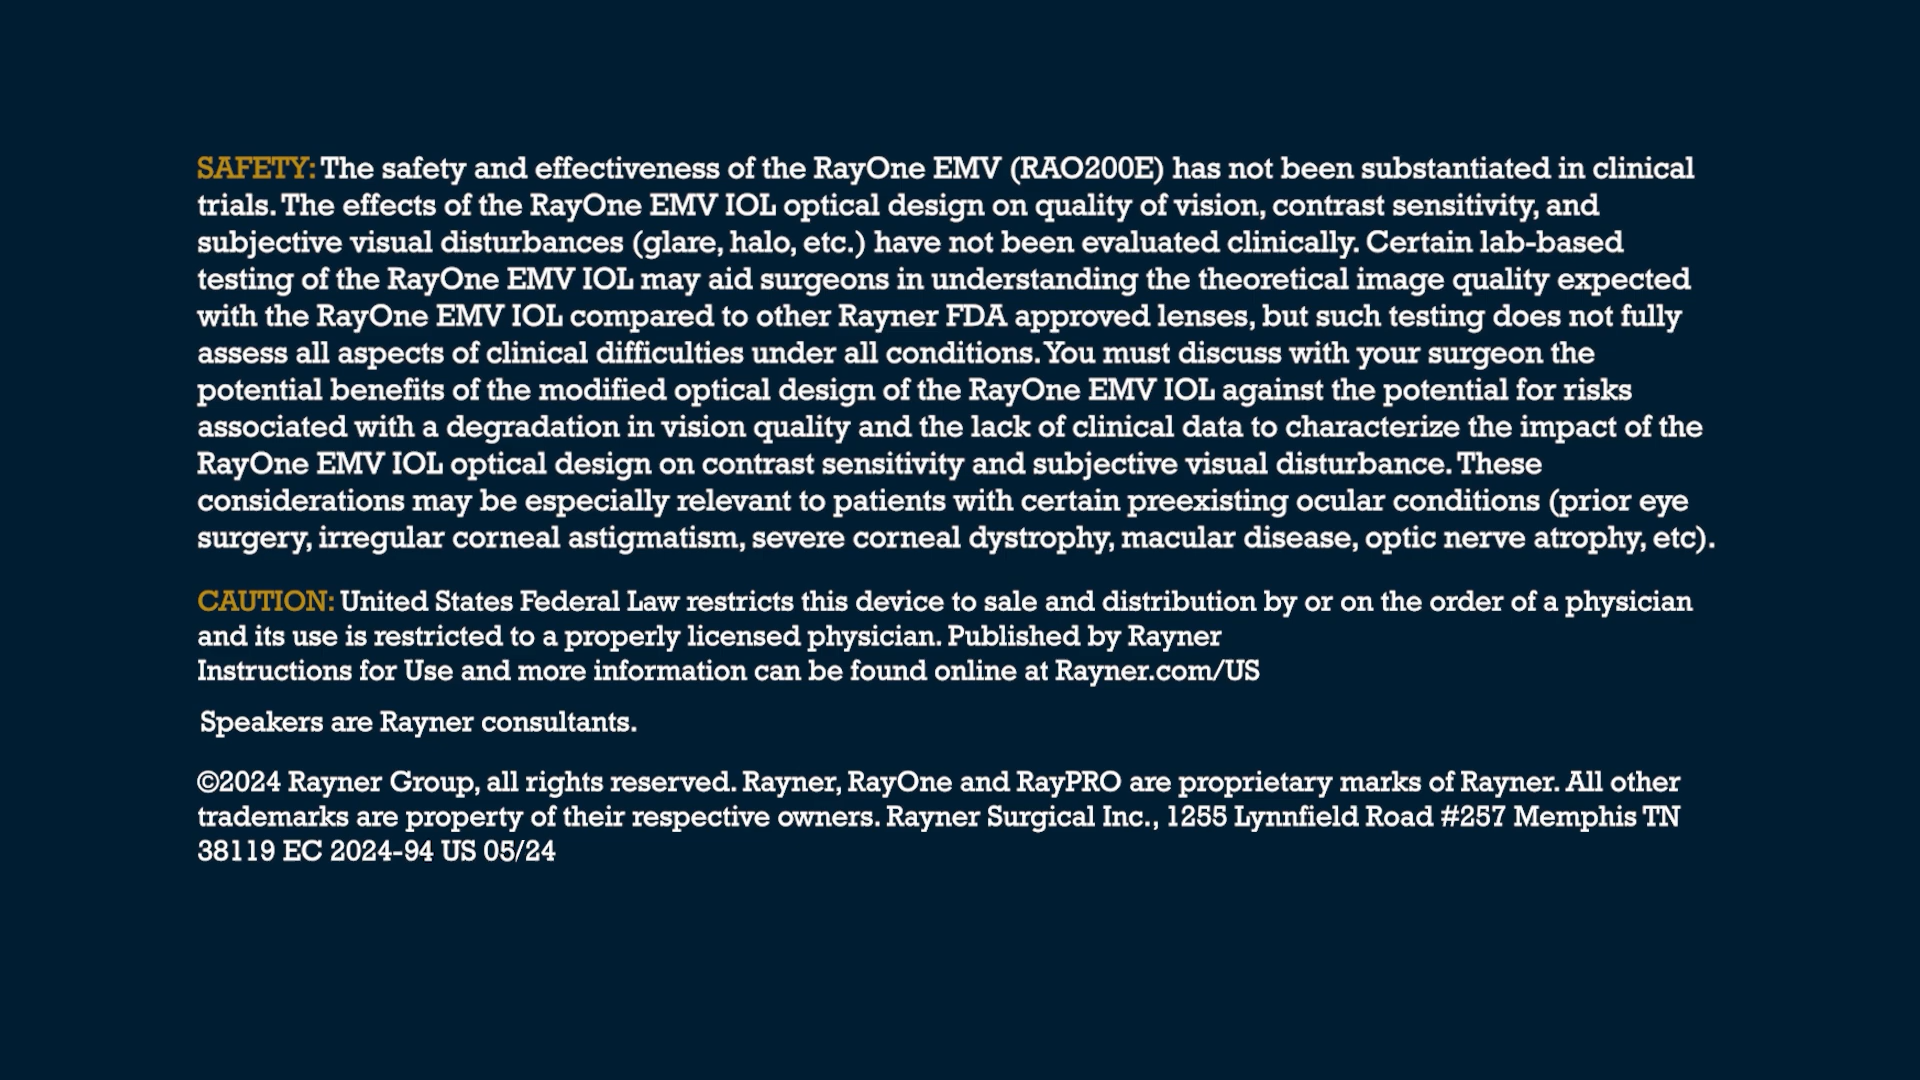 SAFETY: The safety and effectiveness of the RayOne EMV (RAO200E) has not been substantiated in clinical
trials. The effects of the RayOne EMV IOL optical design on quality of vision, contrast sensitivity, and
subjective visual disturbances (glare, halo, etc.) have not been evaluated clinically. Certain lab-based
testing of the RayOne EMV IOL may aid surgeons in understanding the theoretical image quality expected
with the RayOne EMV IOL compared to other Rayner FDA approved lenses, but such testing does not fully
assess all aspects of clinical difficulties under all conditions. You must discuss with your surgeon the
potential benefits of the modified optical design of the RayOne EMV IOL against the potential for risks
associated with a degradation in vision quality and the lack of clinical data to characterize the impact of the
RayOne EMV IOL optical design on contrast sensitivity and subjective visual disturbance. These
considerations may be especially relevant to patients with certain preexisting ocular conditions (prior eye
surgery, irregular corneal astigmatism, severe corneal dystrophy, macular disease, optic nerve atrophy, etc).
CAUTION: United States Federal Law restricts this device to sale and distribution by or on the order of a physician
and its use is restricted to a properly licensed physician. Published by Rayner
Instructions for Use and more information can be found online at Rayner.com/US
Speakers are Rayner consultants.
©2024 Rayner Group, all rights reserved. Rayner, RayOne and RayPRO are proprietary marks of Rayner. All other
trademarks are property of their respective owners. Rayner Surgical Inc., 1255 Lynnfield Road #257 Memphis TN
38119 EC 2024-94 US 05/24